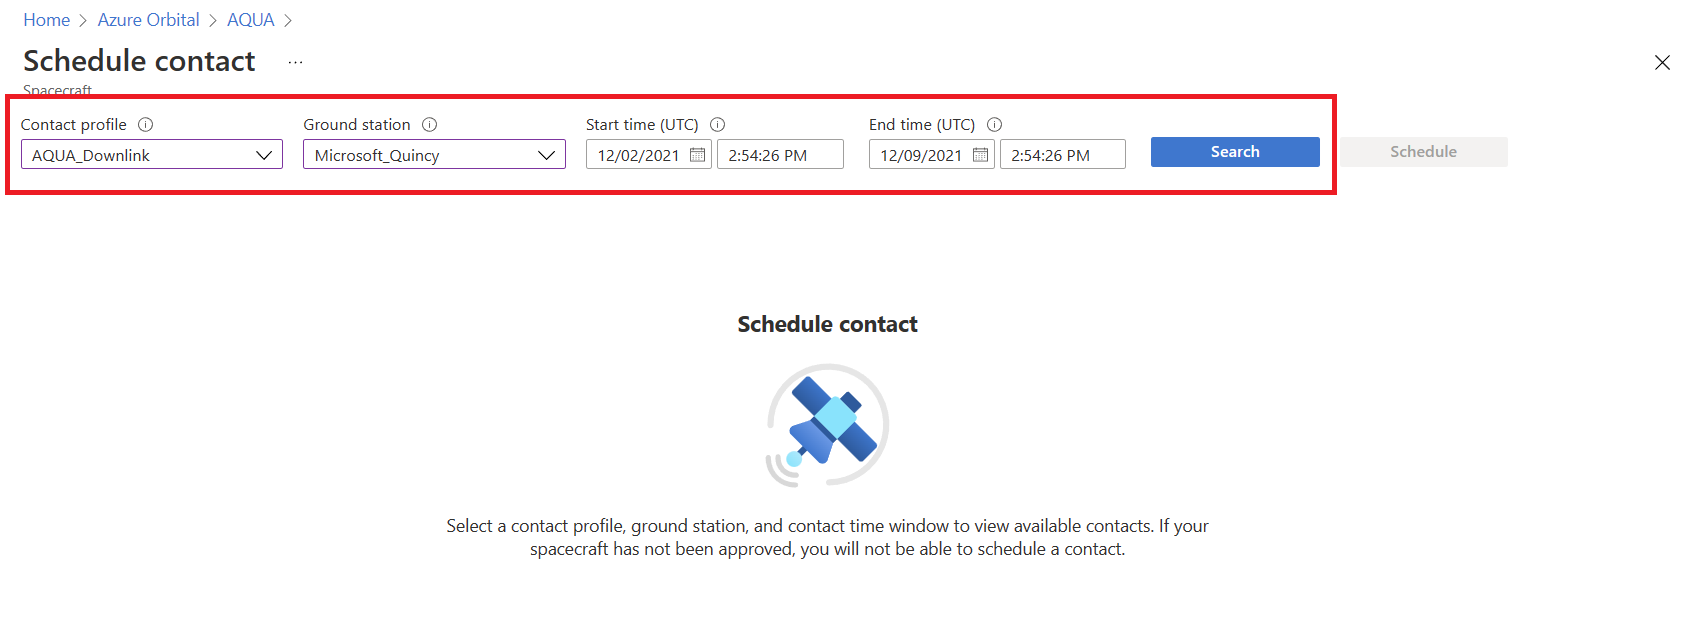 Home > Azure Orbital > AQUA >
Schedule contact ...
Spacecraft
Contact profile Ground station Start time (UTC) End time (UTC)
AQUA_Downlink Microsoft_Quincy 12/02/2021 2:54:26 PM 12/09/2021 2:54:26 PM Search Schedule
Schedule contact
Select a contact profile, ground station, and contact time window to view available contacts. If your
spacecraft has not been approved, you will not be able to schedule a contact.